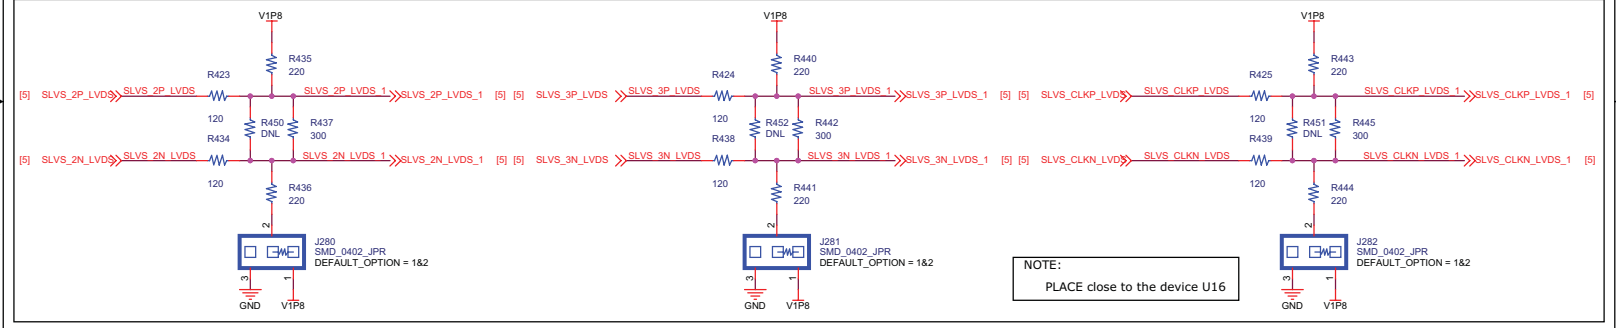 V1P8
R435
220
R423
[5] SLVS_2P_LVDS SLVS_2P_LVDS SLVS_2P_LVDS_1 SLVS_2P_LVDS_1 [5]
120
R450
DNL
R437
300
R434
[5] SLVS_2N_LVDS SLVS_2N_LVDS SLVS_2N_LVDS_1 SLVS_2N_LVDS_1 [5]
120
R436
220
2
J280
SMD_0402_JPR
DEFAULT_OPTION = 1&2
3
1
GND
V1P8
V1P8
R440
220
R424
[5] SLVS_3P_LVDS SLVS_3P_LVDS SLVS_3P_LVDS_1 SLVS_3P_LVDS_1 [5]
120
R452
DNL
R442
300
R438
[5] SLVS_3N_LVDS SLVS_3N_LVDS SLVS_3N_LVDS_1 SLVS_3N_LVDS_1 [5]
120
R441
220
2
J281
SMD_0402_JPR
DEFAULT_OPTION = 1&2
3
1
GND
V1P8
V1P8
R443
220
R425
[5] SLVS_CLKP_LVDS SLVS_CLKP_LVDS SLVS_CLKP_LVDS_1 SLVS_CLKP_LVDS_1 [5]
120
R451
DNL
R445
300
R439
[5] SLVS_CLKN_LVDS SLVS_CLKN_LVDS SLVS_CLKN_LVDS_1 SLVS_CLKN_LVDS_1 [5]
120
R444
220
2
J282
SMD_0402_JPR
DEFAULT_OPTION = 1&2
3
1
GND
V1P8
NOTE:
PLACE close to the device U16